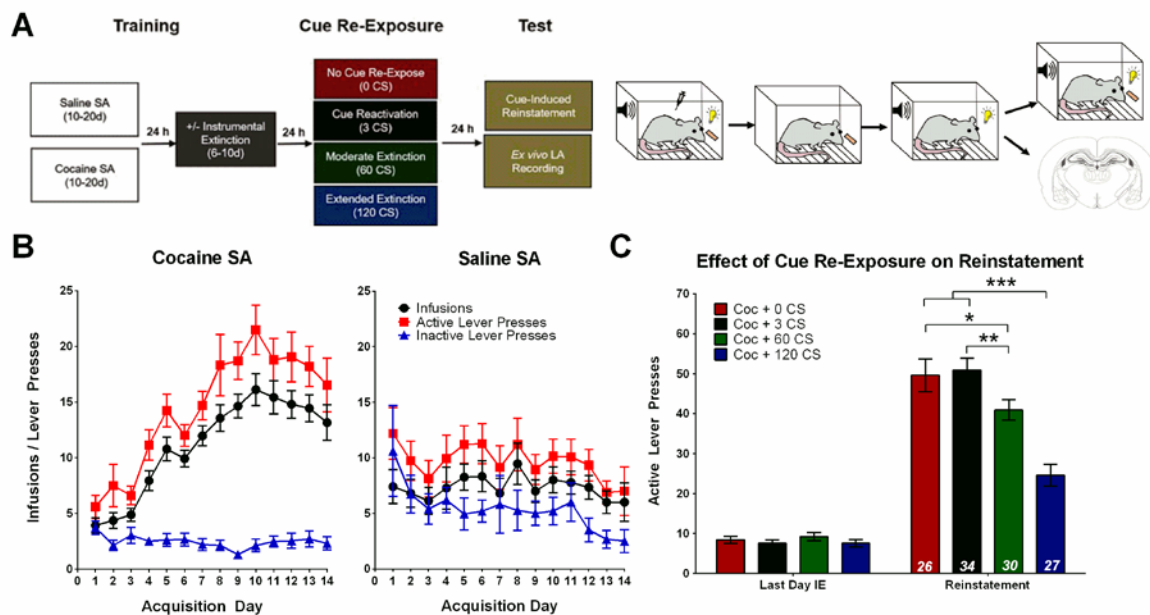 A
Training
Cue Re-Exposure
Test
Saline SA
(10-20d)
Cocaine SA
(10-20d)
24 h
+/- Instrumental
Extinction
(6-10d)
24 h
No Cue Re-Expose
(0 CS)
Cue Reactivation
(3 CS)
Moderate Extinction
(60 CS)
Extended Extinction
(120 CS)
24 h
Cue-Induced
Reinstatement
Ex vivo LA
Recording
B
Cocaine SA
Infusions / Lever Presses
25
20
15
10
5
0
0 1 2 3 4 5 6 7 8 9 10 11 12 13 14
Acquisition Day
Saline SA
Infusions
Active Lever Presses
Inactive Lever Presses
25
20
15
10
5
0
0 1 2 3 4 5 6 7 8 9 10 11 12 13 14
Acquisition Day
C
Effect of Cue Re-Exposure on Reinstatement
Coc + 0 CS
Coc + 3 CS
Coc + 60 CS
Coc + 120 CS
***
*
**
Active Lever Presses
70
60
50
40
30
20
10
0
26 34 30 27
Last Day IE
Reinstatement